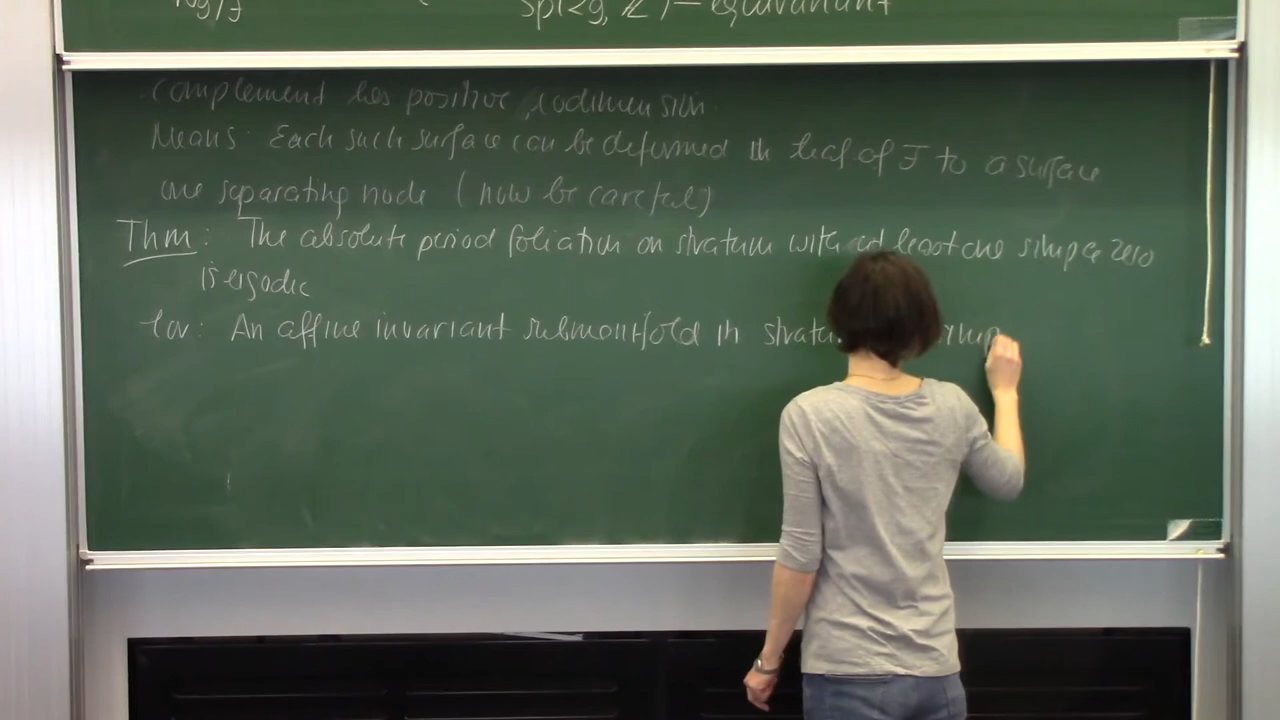 Sp(2g, Z) - equivariant
complement has positive codimension.
Means: Each such surface can be deformed in leaf of F to a surface
one separating node (now be careful)
Thm: The absolute period foliation on stratum with at least one simple zero
is ergodic
Cor: An affine invariant submanifold in